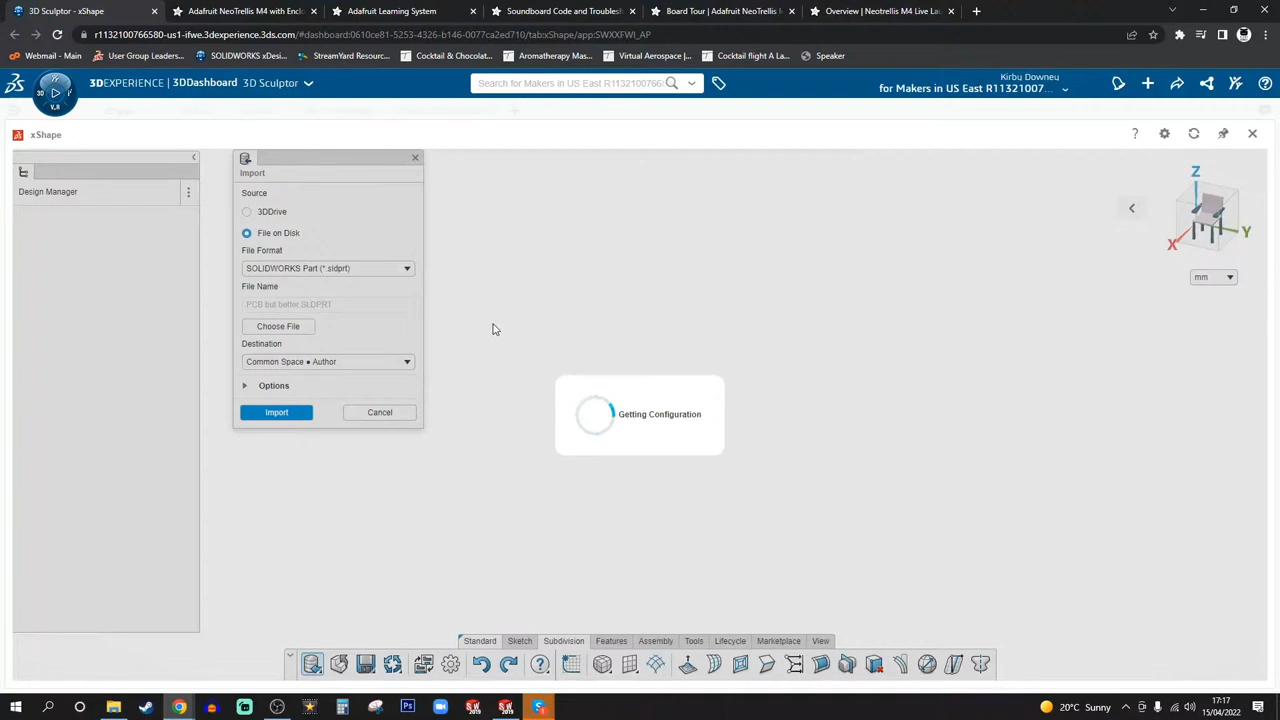 3D Sculptor - xShape
Adafruit NeoTrellis M4 with Enclo
Adafruit Learning System
Soundboard Code and Troublesh
Board Tour | Adafruit NeoTrellis M
Overview | Neotrellis M4 Live Lau
r1132100766580-us1-ifwe.3dexperience.3ds.com/#dashboard:0610ce81-5253-4326-b146-0077ca2ed710/tab:xShape/app:SWXXFWI_AP
Webmail - Main
User Group Leaders...
SOLIDWORKS xDesi...
StreamYard Resourc...
Cocktail & Chocolat...
Aromatherapy Mas...
Virtual Aerospace |...
Cocktail flight A La...
Speaker
3DEXPERIENCE | 3DDashboard 3D Sculptor
Search for Makers in US East R113210076
Kirby Downey
for Makers in US East R11321007...
3D
V.R
xShape
Design Manager
Import
Source
3DDrive
File on Disk
File Format
SOLIDWORKS Part (*.sldprt)
File Name
PCB but better.SLDPRT
Choose File
Destination
Common Space ● Author
Options
Import
Cancel
Getting Configuration
Z
X
Y
mm
Standard
Sketch
Subdivision
Features
Assembly
Tools
Lifecycle
Marketplace
View
20°C Sunny
17:17
15/04/2022